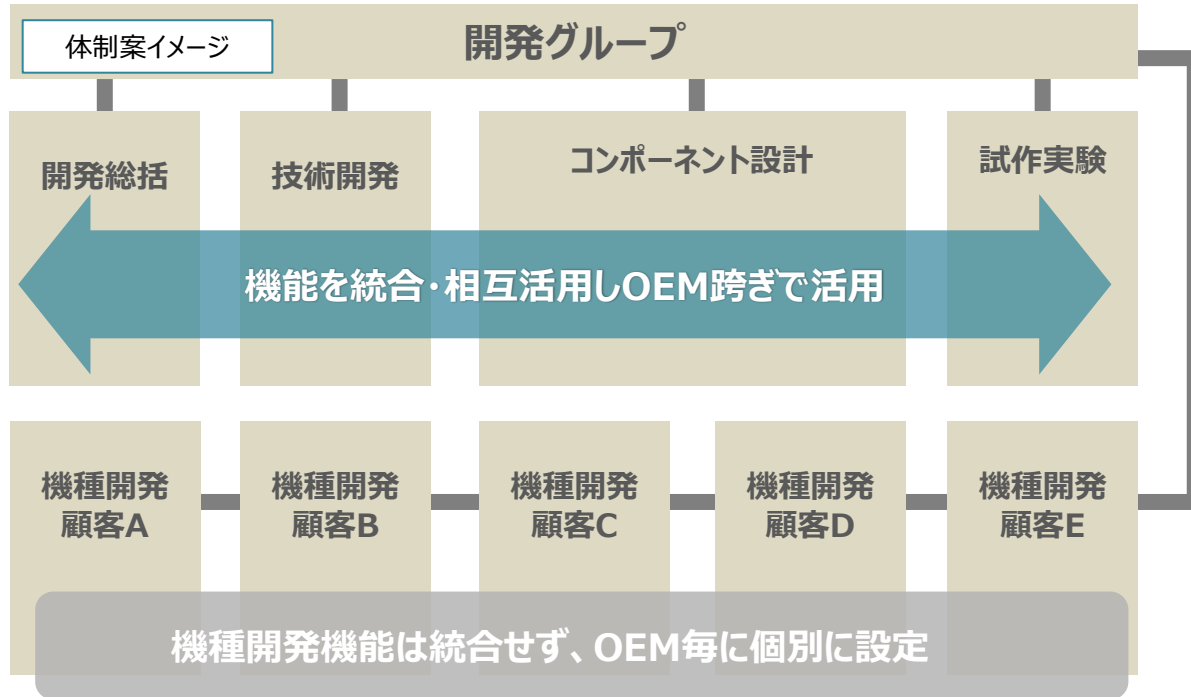 体制案イメージ
開発グループ
開発総括
技術開発
コンポーネント設計
試作実験
機能を統合・相互活用しOEM跨ぎで活用
機種開発
顧客A
機種開発
顧客B
機種開発
顧客C
機種開発
顧客D
機種開発
顧客E
機種開発機能は統合せず、OEM毎に個別に設定